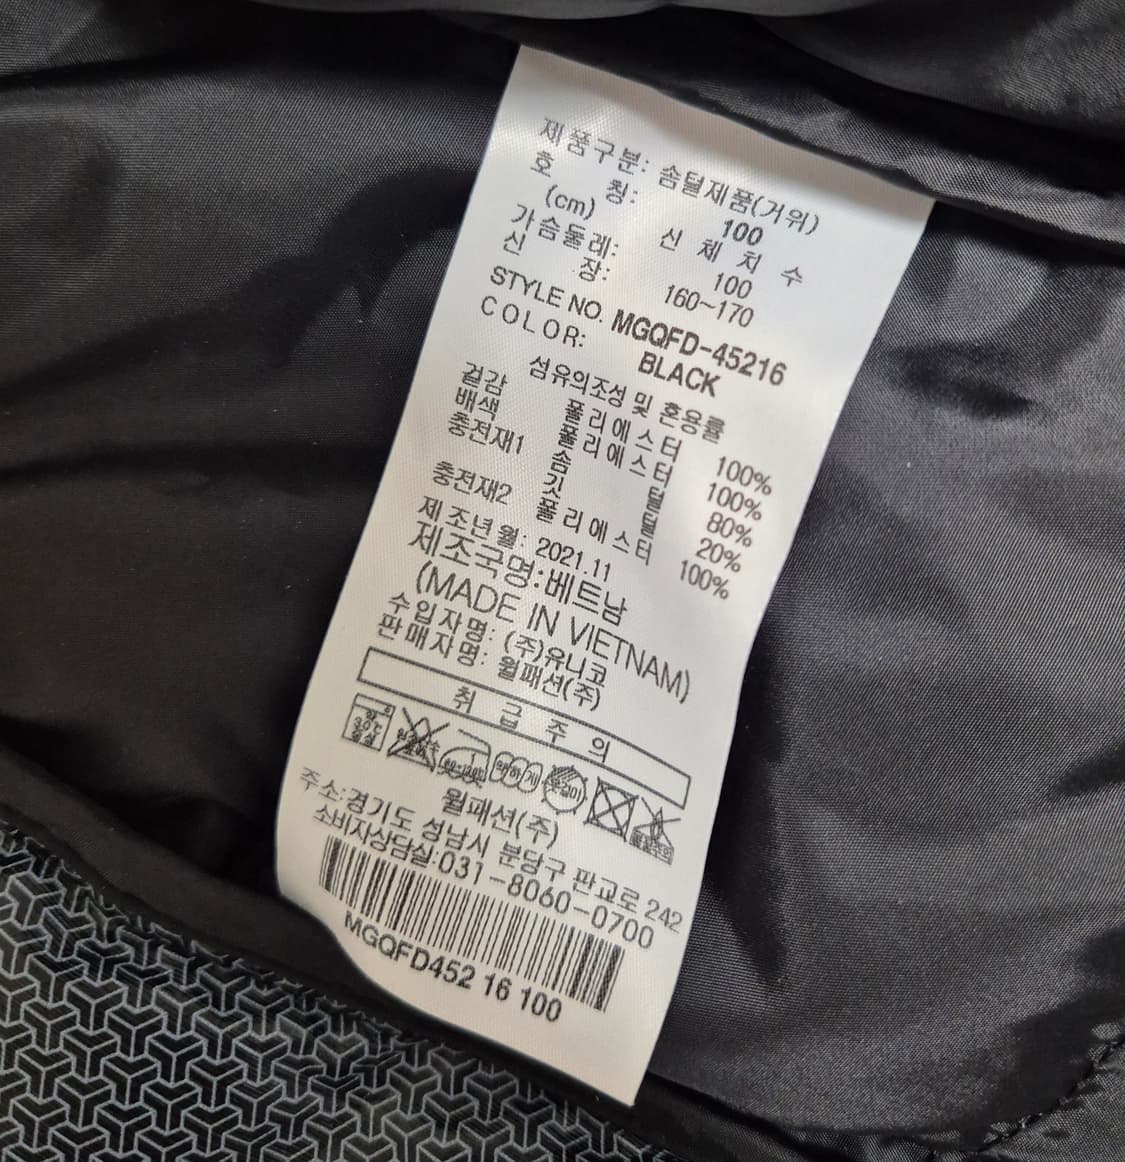 제품구분: 솜털제품(거위)
호 칭: 100
(cm) 신 체 치 수
가슴둘레: 100
신 장: 160~170
STYLE NO. MGQFD-45216
COLOR: BLACK
섬유의조성 및 혼용률
겉감 폴리에스터 100%
배색 폴리에스터 100%
충전재1 솜 털 80%
깃 털 20%
충전재2 폴리에스터 100%
제조년월: 2021.11
제조국명:베트남
(MADE IN VIETNAM)
수입자명: (주)유니코
판매자명: 월패션(주)
취 급 주 의
약하게
월패션(주)
주소:경기도 성남시 분당구 판교로 242
소비자상담실:031-8060-0700
MGQFD452 16 100